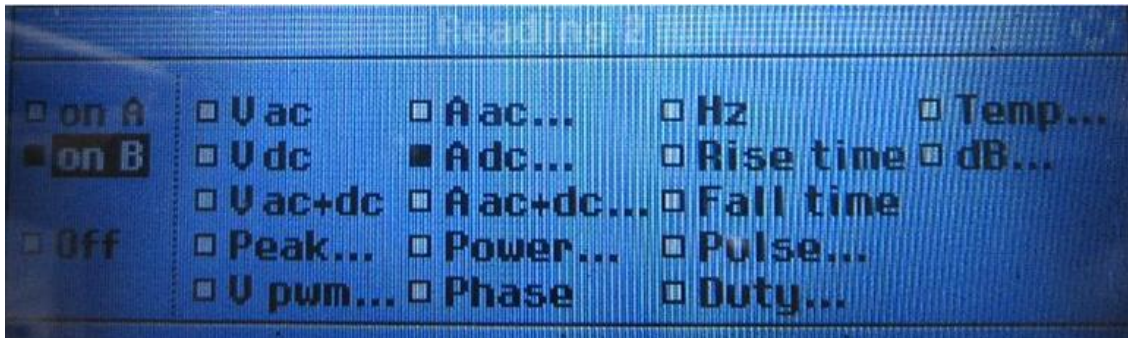 Reading 2
on A V ac A ac... Hz Temp...
on B V dc A dc... Rise time dB...
V ac+dc A ac+dc... Fall time
Off Peak... Power... Pulse...
V pwm... Phase Duty...